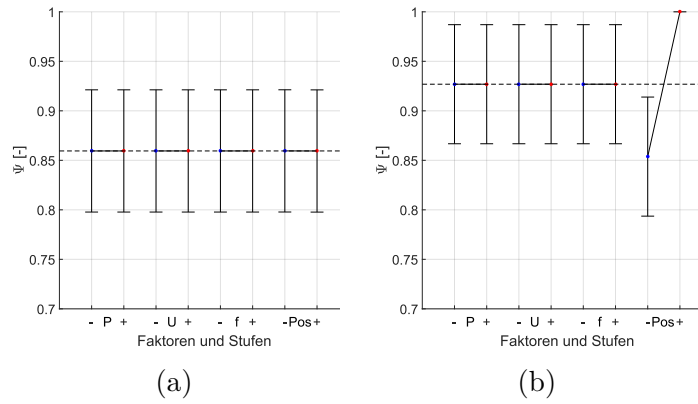 1
0.95
0.9
0.85
0.8
0.75
0.7
Ψ [-]
- P + - U + - f + - Pos +
Faktoren und Stufen
(a)
1
0.95
0.9
0.85
0.8
0.75
0.7
Ψ [-]
- P + - U + - f + - Pos +
Faktoren und Stufen
(b)